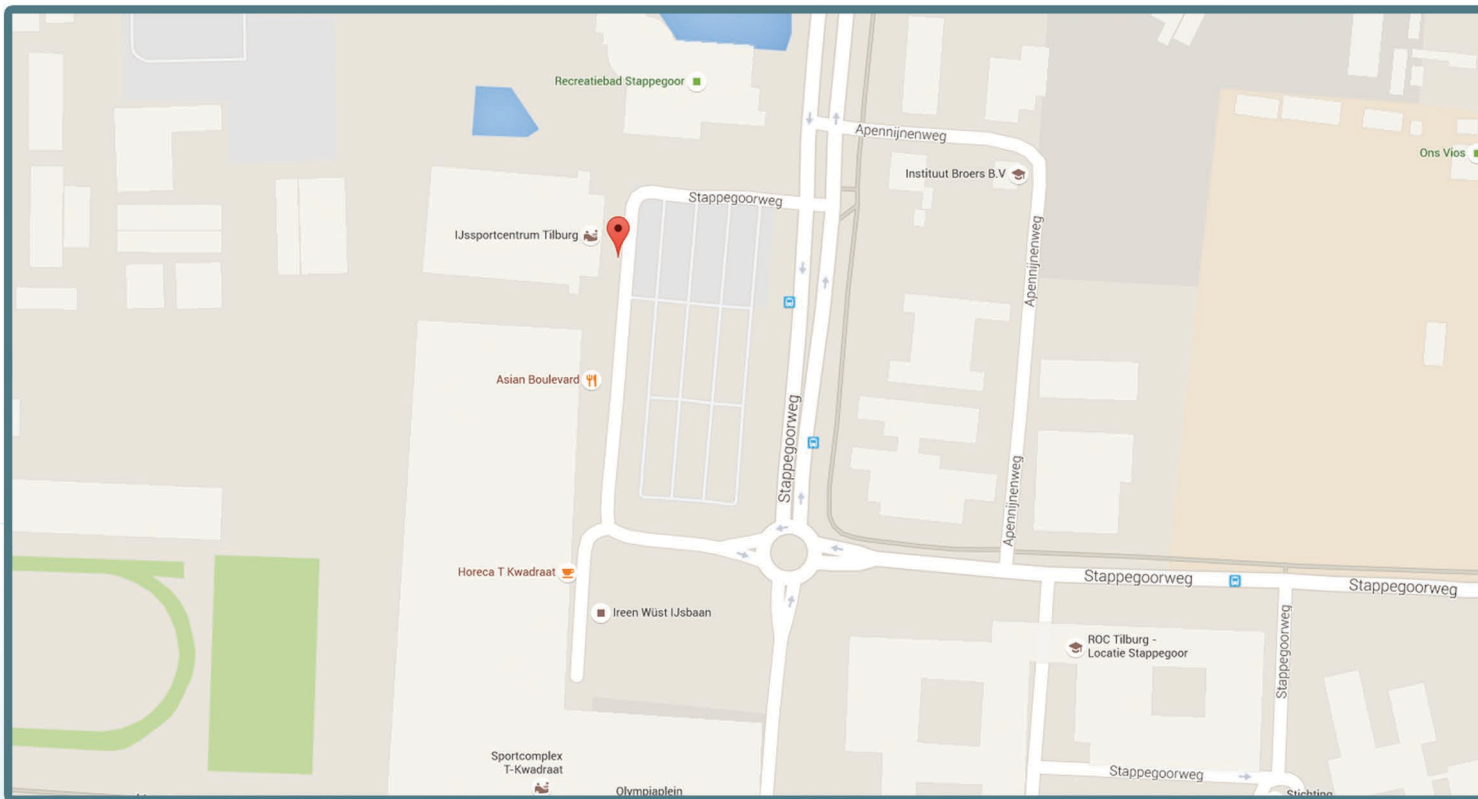 Recreatiebad Stappegoor
Apennijnenweg
Ons Vios
Instituut Broers B.V
Stappegoorweg
IJssportcentrum Tilburg
Apennijnenweg
Asian Boulevard
Stappegoorweg
Apennijnenweg
Horeca T Kwadraat
Stappegoorweg
Stappegoorweg
Ireen Wüst IJsbaan
ROC Tilburg -
Locatie Stappegoor
Stappegoorweg
Sportcomplex
T-Kwadraat
Stappegoorweg
Olympiaplein
Stichting